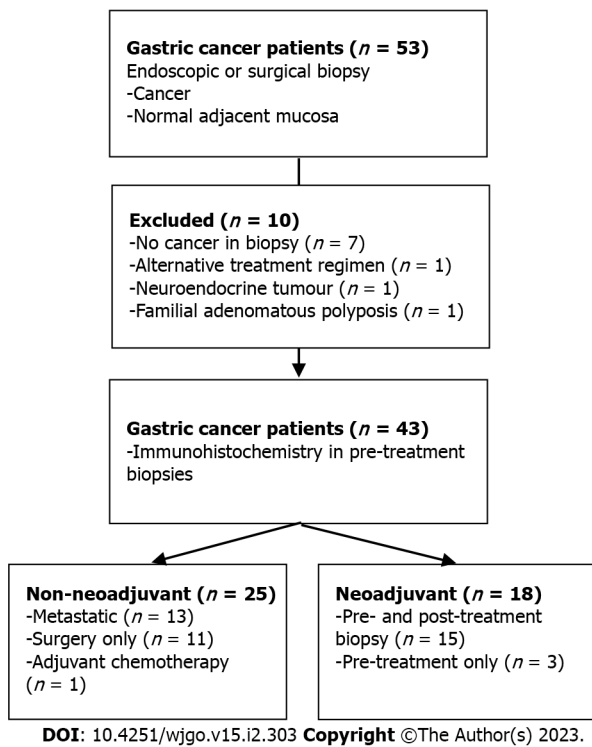 Gastric cancer patients (n = 53)
Endoscopic or surgical biopsy
-Cancer
-Normal adjacent mucosa
Excluded (n = 10)
-No cancer in biopsy (n = 7)
-Alternative treatment regimen (n = 1)
-Neuroendocrine tumour (n = 1)
-Familial adenomatous polyposis (n = 1)
Gastric cancer patients (n = 43)
-Immunohistochemistry in pre-treatment
biopsies
Non-neoadjuvant (n = 25)
-Metastatic (n = 13)
-Surgery only (n = 11)
-Adjuvant chemotherapy
(n = 1)
Neoadjuvant (n = 18)
-Pre- and post-treatment
biopsy (n = 15)
-Pre-treatment only (n = 3)
DOI: 10.4251/wjgo.v15.i2.303 Copyright ©The Author(s) 2023.